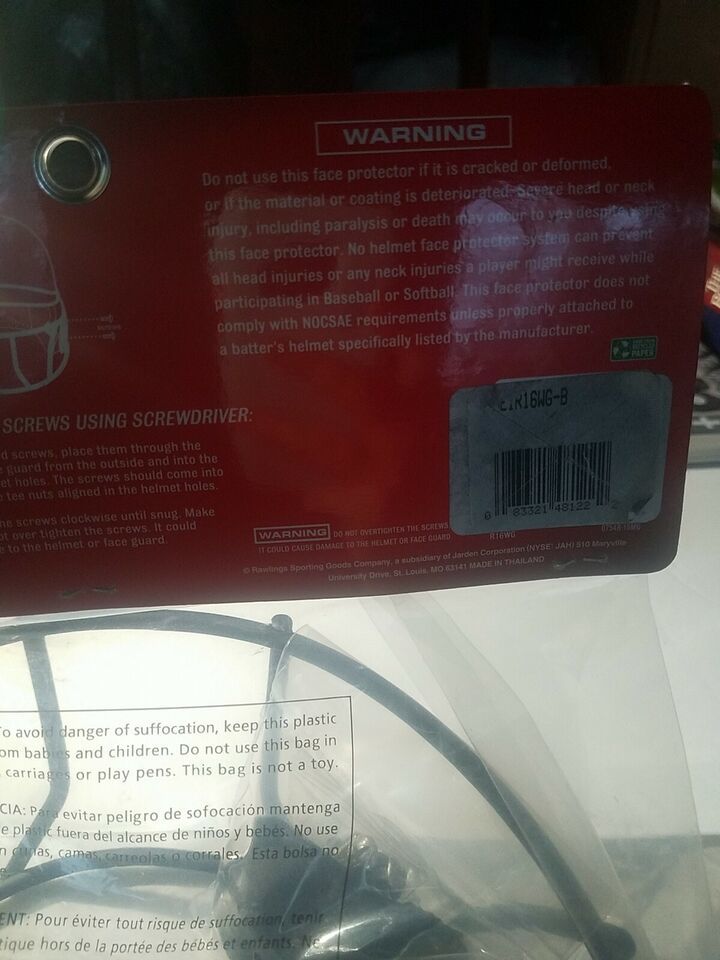 WARNING
Do not use this face protector if it is cracked or deformed,
or if the material or coating is deteriorated. Severe head or neck
injury, including paralysis or death may occur to you despite using
this face protector. No helmet face protector system can prevent
all head injuries or any neck injuries a player might receive while
participating in Baseball or Softball. This face protector does not
comply with NOCSAE requirements unless properly attached to
a batter's helmet specifically listed by the manufacturer.
PAPER
SCREWS USING SCREWDRIVER:
d screws, place them through the
guard from the outside and into the
et holes. The screws should come into
tee nuts aligned in the helmet holes.
he screws clockwise until snug. Make
ot over tighten the screws. It could
e to the helmet or face guard.
R16WG-B
0 83321 48122 2
WARNING DO NOT OVERTIGHTEN THE SCREWS
IT COULD CAUSE DAMAGE TO THE HELMET OR FACE GUARD
R16WG
© Rawlings Sporting Goods Company, a subsidiary of Jarden Corporation (NYSE: JAH) 510 Maryville
University Drive, St. Louis, MO 63141 MADE IN THAILAND
To avoid danger of suffocation, keep this plastic
om babies and children. Do not use this bag in
carriages or play pens. This bag is not a toy.
CIA: Para evitar peligro de sofocación mantenga
e plastic fuera del alcance de niños y bebés. No use
n cunas, camas, carreolas o corrales. Esta bolsa no
ENT: Pour éviter tout risque de suffocation, tenir
tique hors de la portée des bébés et enfants. Ne